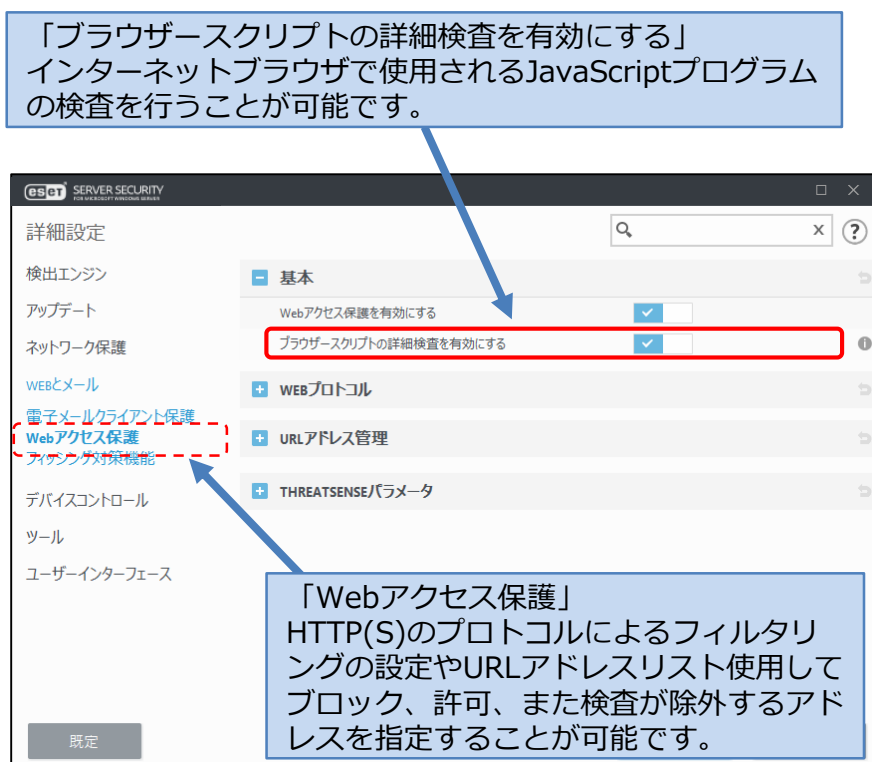 「ブラウザースクリプトの詳細検査を有効にする」
インターネットブラウザで使用されるJavaScriptプログラム
の検査を行うことが可能です。
eset SERVER SECURITY
FOR MICROSOFT WINDOWS SERVER
詳細設定
x
?
検出エンジン
アップデート
ネットワーク保護
WEBとメール
電子メールクライアント保護
Webアクセス保護
フィッシング対策機能
デバイスコントロール
ツール
ユーザーインターフェース
基本
Webアクセス保護を有効にする
ブラウザースクリプトの詳細検査を有効にする
WEBプロトコル
URLアドレス管理
THREATSENSEパラメータ
「Webアクセス保護」
HTTP(S)のプロトコルによるフィルタリ
ングの設定やURLアドレスリスト使用して
ブロック、許可、また検査が除外するアド
レスを指定することが可能です。
既定